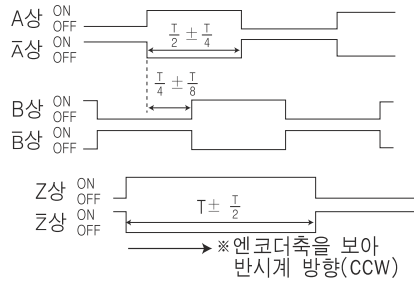 A상 ON
OFF
A̅상 ON
OFF
T/2 ± T/4
T/4 ± T/8
B상 ON
OFF
B̅상 ON
OFF
Z상 ON
OFF
Z̅상 ON
OFF
T± T/2
※엔코더축을 보아
반시계 방향(CCW)